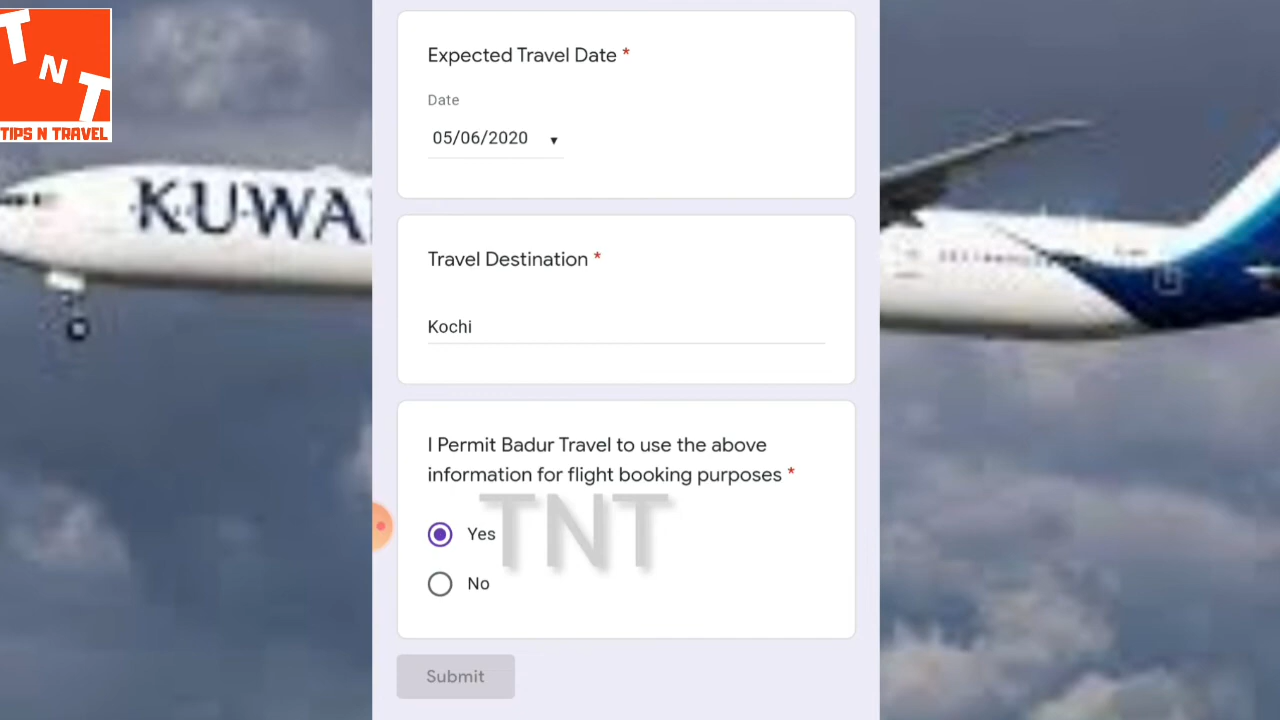 TNT
TIPS N TRAVEL
KUWAI
Expected Travel Date *
Date
05/06/2020
Travel Destination *
Kochi
I Permit Badur Travel to use the above
information for flight booking purposes *
TNT
Yes
No
Submit